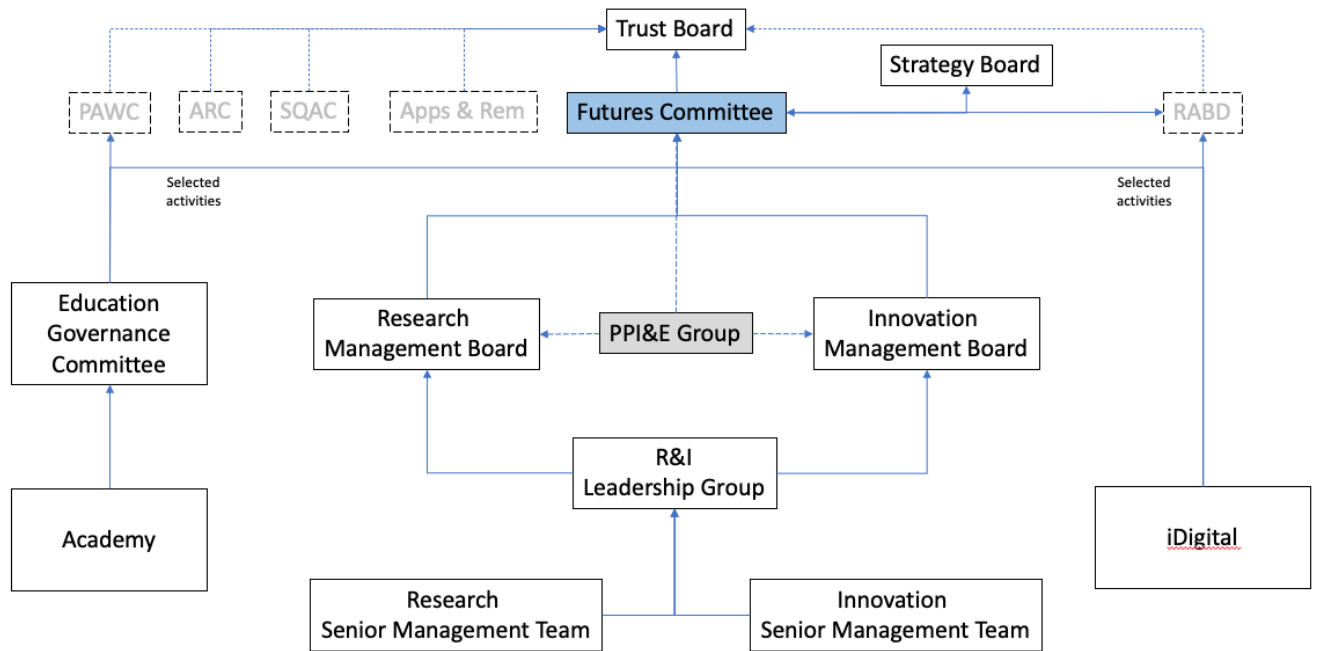 Trust Board
Strategy Board
PAWC
ARC
SQAC
Apps & Rem
Futures Committee
RABD
Selected
activities
Selected
activities
Education
Governance
Committee
Research
Management Board
PPI&E Group
Innovation
Management Board
R&I
Leadership Group
Academy
iDigital
Research
Senior Management Team
Innovation
Senior Management Team